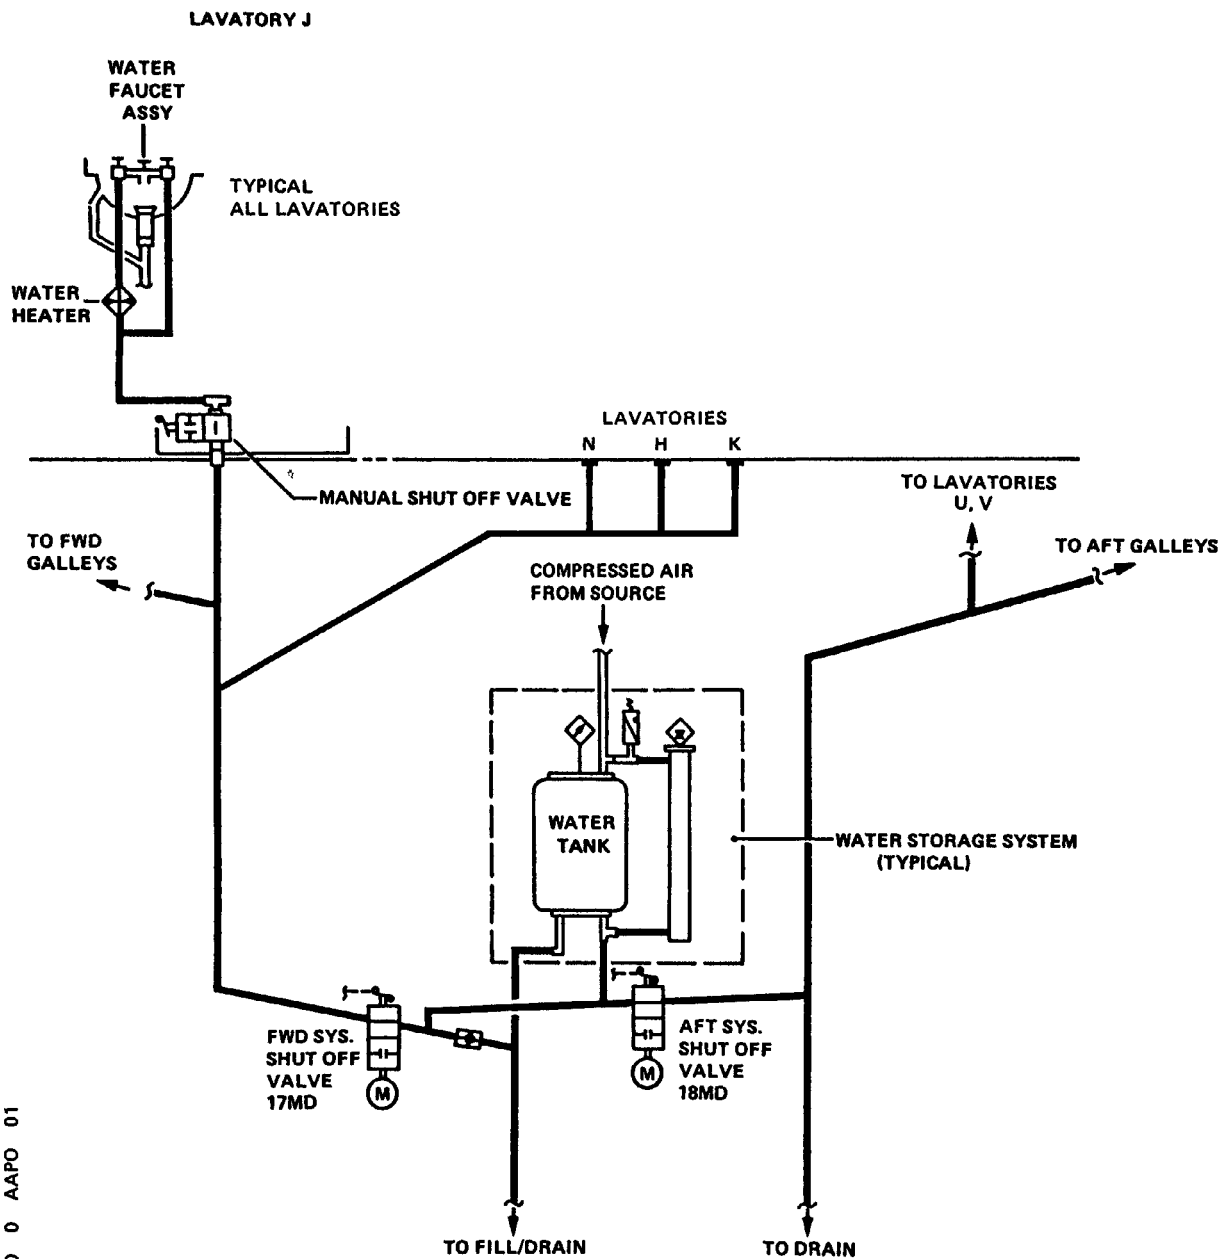 LAVATORY J
WATER
FAUCET
ASSY
TYPICAL
ALL LAVATORIES
WATER
HEATER
LAVATORIES
N H K
MANUAL SHUT OFF VALVE
TO LAVATORIES
U, V
TO FWD
GALLEYS
TO AFT GALLEYS
COMPRESSED AIR
FROM SOURCE
WATER
TANK
WATER STORAGE SYSTEM
(TYPICAL)
FWD SYS.
SHUT OFF
VALVE
17MD
M
AFT SYS.
SHUT OFF
VALVE
18MD
M
TO FILL/DRAIN
TO DRAIN
0 AAPO 01